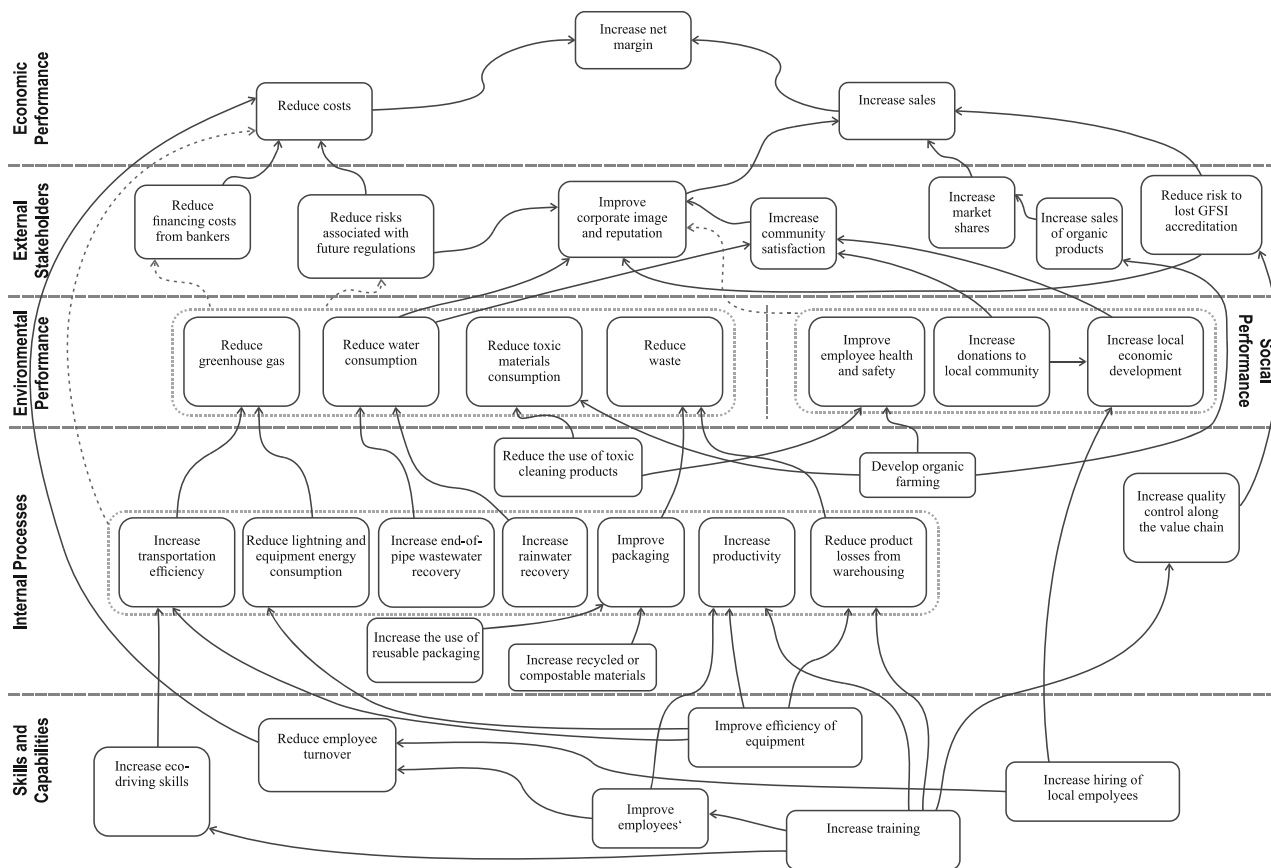 Economic
Performance
Increase net
margin
Reduce costs
Increase sales
External
Stakeholders
Reduce
financing costs
from bankers
Reduce risks
associated with
future regulations
Improve
corporate image
and reputation
Imcrease
community
satisfaction
Imcrease
market
shares
Increase sales
of organic
products
Reduce risk to
lost GFSI
accreditation
Environmental
Performance
Reduce
greenhouse gas
Reduce water
consumption
Reduce toxic
materials
consumption
Reduce
waste
Improve
employee health
and safety
Increase
donations to
local community
Increase local
economic
development
Social
Performance
Reduce the use of toxic
cleaning products
Develop organic
farming
Increase quality
control along
the value chain
Internal Processes
Increase
transportation
efficiency
Reduce lightning and
equipment energy
consumption
Increase end-of-
pipe wastewater
recovery
Increase
rainwater
recovery
Improve
packaging
Increase
productivity
Reduce product
losses from
warehousing
Increase the use of
reusable packaging
Increase recycled or
compostable materials
Skills and
Capabilities
Increase eco-
driving skills
Reduce employee
turnover
Improve efficiency of
equipment
Improve
employees‘
Increase training
Increase hiring of
local empolyees